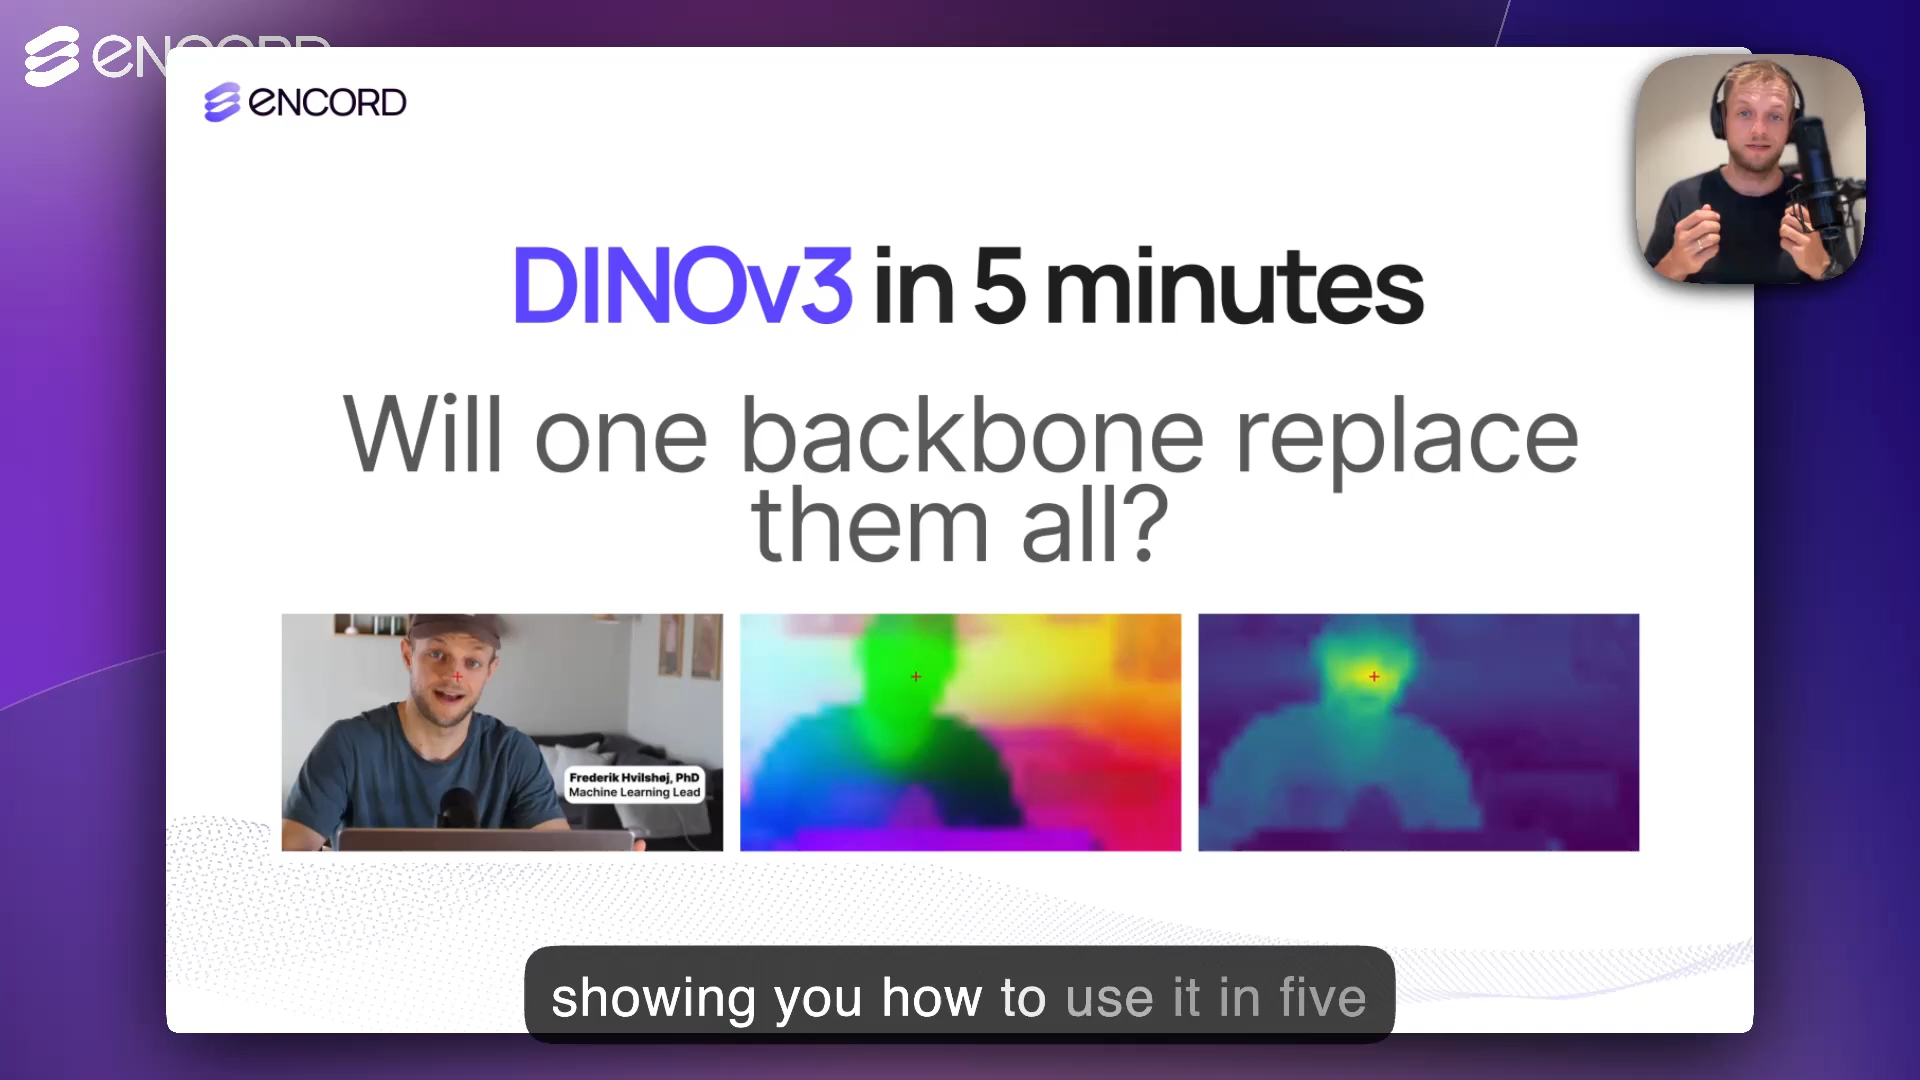 ENCORD
ENCORD
DINOv3 in 5 minutes
Will one backbone replace
them all?
Frederik Hvilshøj, PhD
Machine Learning Lead
showing you how to use it in five